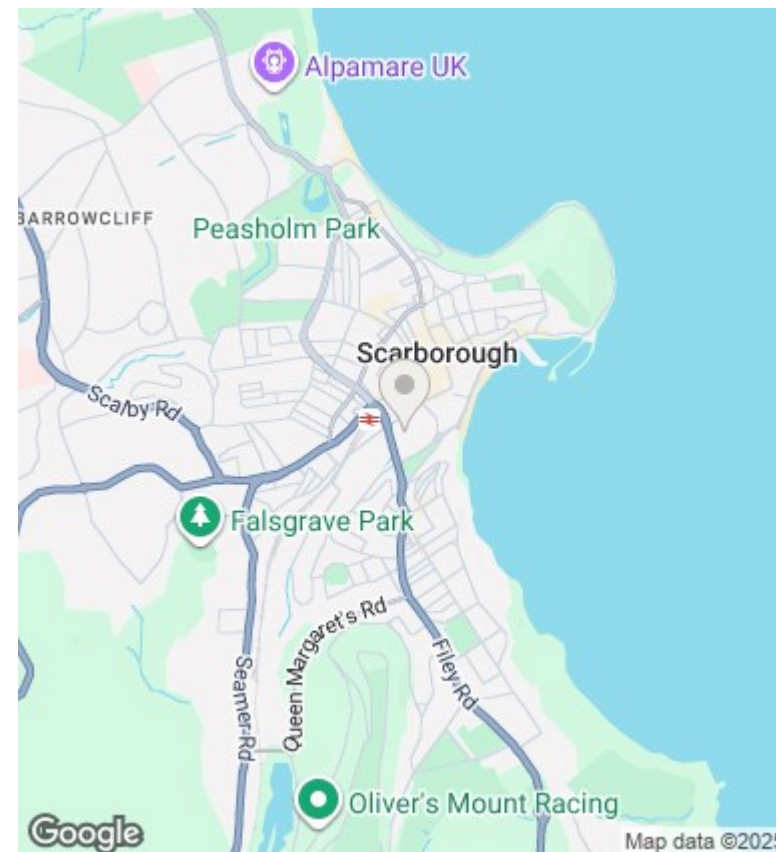 Alpamare UK
BARROWCLIFF
Peasholm Park
Scarborough
Scalby Rd
Falsgrave Park
Queen Margaret's Rd
Seamer Rd
Filey Rd
Oliver's Mount Racing
Google
Map data ©2025